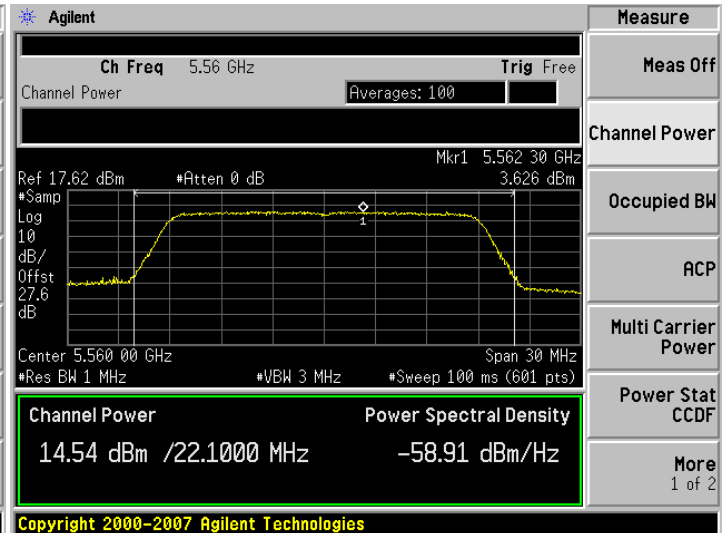 Agilent
Measure
Ch Freq 5.56 GHz Trig Free
Channel Power Averages: 100
Mkr1 5.562 30 GHz
Ref 17.62 dBm #Atten 0 dB 3.626 dBm
#Samp
Log
10
dB/
Offst
27.6
dB
1
Center 5.560 00 GHz Span 30 MHz
#Res BW 1 MHz #VBW 3 MHz #Sweep 100 ms (601 pts)
Channel Power Power Spectral Density
14.54 dBm /22.1000 MHz -58.91 dBm/Hz
Copyright 2000-2007 Agilent Technologies
Meas Off
Channel Power
Occupied BW
ACP
Multi Carrier
Power
Power Stat
CCDF
More
1 of 2